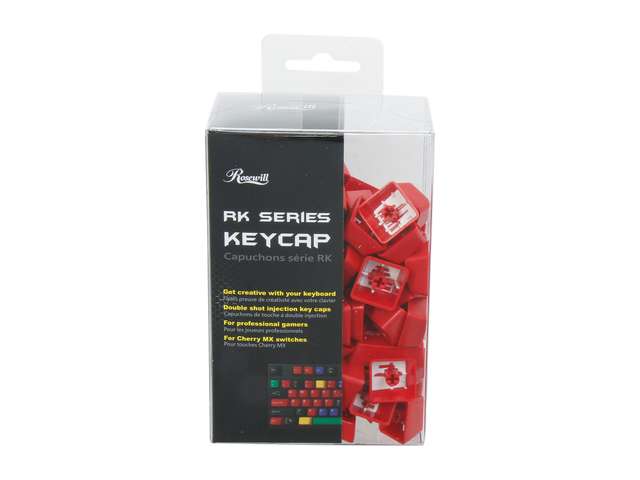 Rosewill
Rosewill
RK SERIES
KEYCAP
Capuchons série RK
Get creative with your keyboard
Faites preuve de créativité avec votre clavier
Double shot injection key caps
Capuchons de touche à double injection
For professional gamers
Pour les joueurs professionnels
For Cherry MX switches
Pour touches Cherry MX